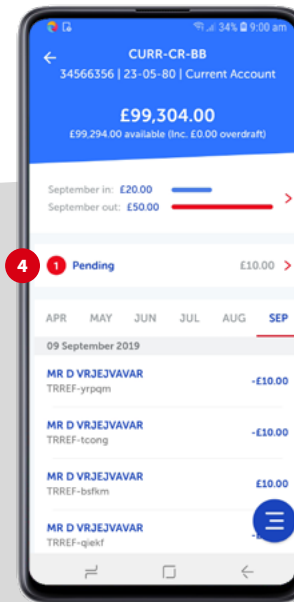 34% 9:00 am
CURR-CR-BB
34566356 | 23-05-80 | Current Account
£99,304.00
£99,294.00 available (Inc. £0.00 overdraft)
September in: £20.00
September out: £50.00
4 1 Pending £10.00
APR MAY JUN JUL AUG SEP
09 September 2019
MR D VRJEJVAVAR
-£10.00
TRREF-yrpqm
MR D VRJEJVAVAR
-£10.00
TRREF-tcong
MR D VRJEJVAVAR
£10.00
TRREF-bsfkm
MR D VRJEJVAVAR
TRREF-qiekf